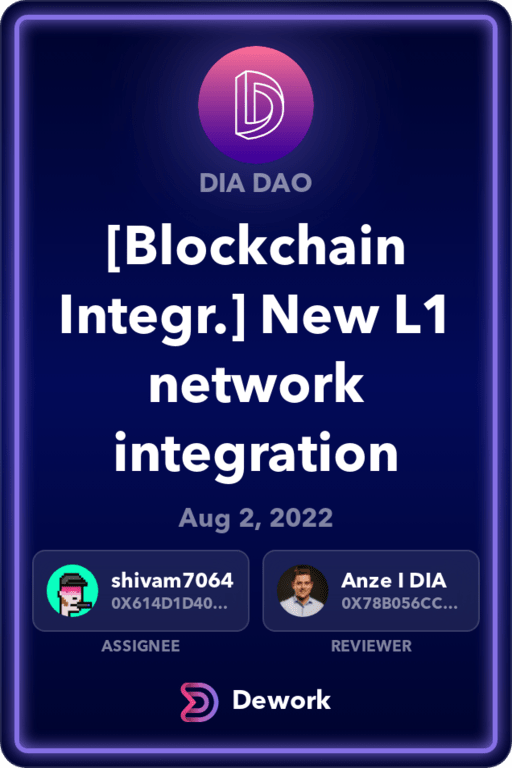 DIA DAO
[Blockchain
Integr.] New L1
network
integration
Aug 2, 2022
shivam7064
0X614D1D40...
ASSIGNEE
Anze I DIA
0X78B056CC...
REVIEWER
Dework